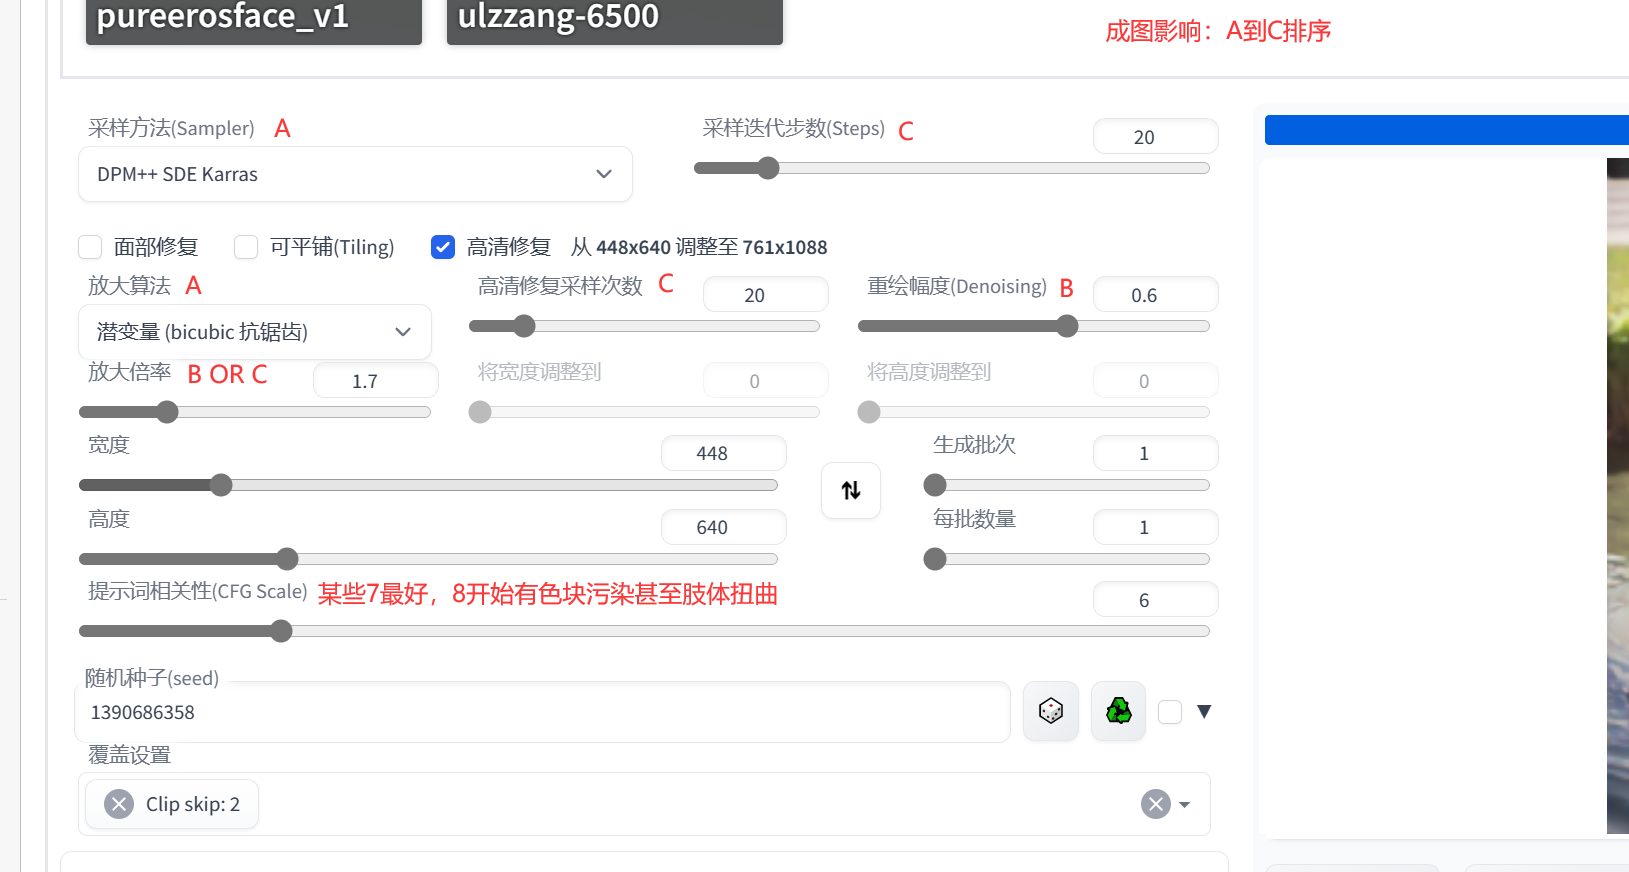 pureerosface_v1
ulzzang-6500
成图影响：A到C排序
采样方法(Sampler) A
采样迭代步数(Steps) C
20
DPM++ SDE Karras
面部修复
可平铺(Tiling)
高清修复
从 448x640 调整至 761x1088
放大算法 A
高清修复采样次数 C
20
重绘幅度(Denoising) B
0.6
潜变量 (bicubic 抗锯齿)
放大倍率 B OR C
1.7
将宽度调整到
0
将高度调整到
0
宽度
448
生成批次
1
高度
640
每批数量
1
提示词相关性(CFG Scale) 某些7最好，8开始有色块污染甚至肢体扭曲
6
随机种子(seed)
1390686358
覆盖设置
Clip skip: 2